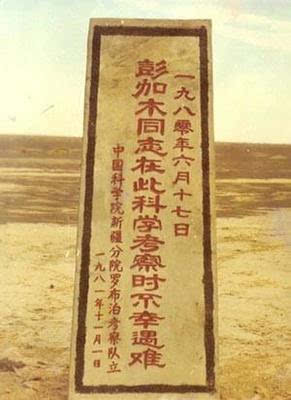 一九八零年六月十七日
彭加木同志在此科学考察时不幸遇难
中国科学院新疆分院罗布泊考察队立
一九八一年十一月一日